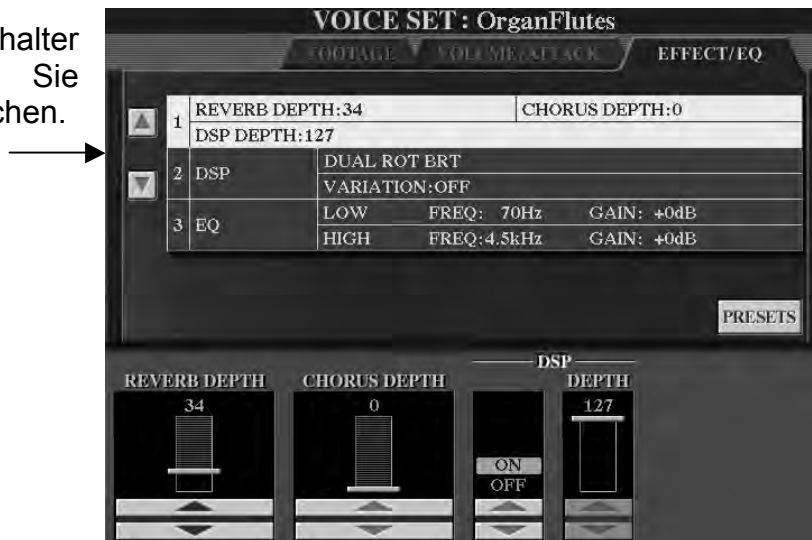 VOICE SET : OrganFlutes
FOOTAGE VOLUME/ATTACK EFFECT/EQ
halter
Sie
chen.
1 REVERB DEPTH:34 CHORUS DEPTH:0
DSP DEPTH:127
2 DSP DUAL ROT BRT
VARIATION:OFF
3 EQ LOW FREQ: 70Hz GAIN: +0dB
HIGH FREQ:4.5kHz GAIN: +0dB
PRESETS
DSP
REVERB DEPTH CHORUS DEPTH DEPTH
34 0 127
ON
OFF